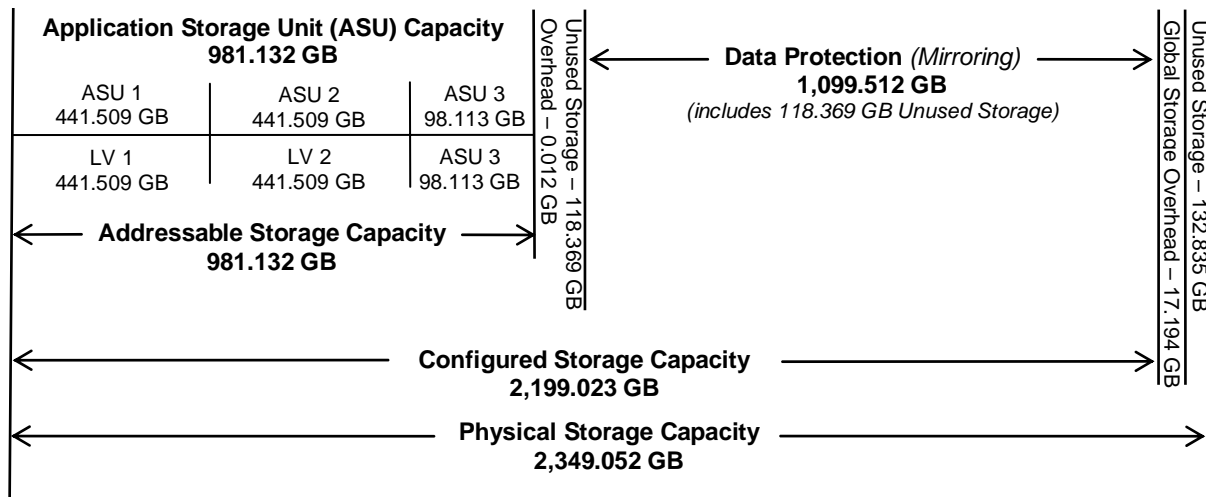 Application Storage Unit (ASU) Capacity
981.132 GB
ASU 1
441.509 GB
ASU 2
441.509 GB
ASU 3
98.113 GB
LV 1
441.509 GB
LV 2
441.509 GB
ASU 3
98.113 GB
Addressable Storage Capacity
981.132 GB
Overhead – 0.012 GB
Unused Storage – 118.369 GB
Data Protection (Mirroring)
1,099.512 GB
(includes 118.369 GB Unused Storage)
Global Storage Overhead – 17.194 GB
Unused Storage – 132.835 GB
Configured Storage Capacity
2,199.023 GB
Physical Storage Capacity
2,349.052 GB